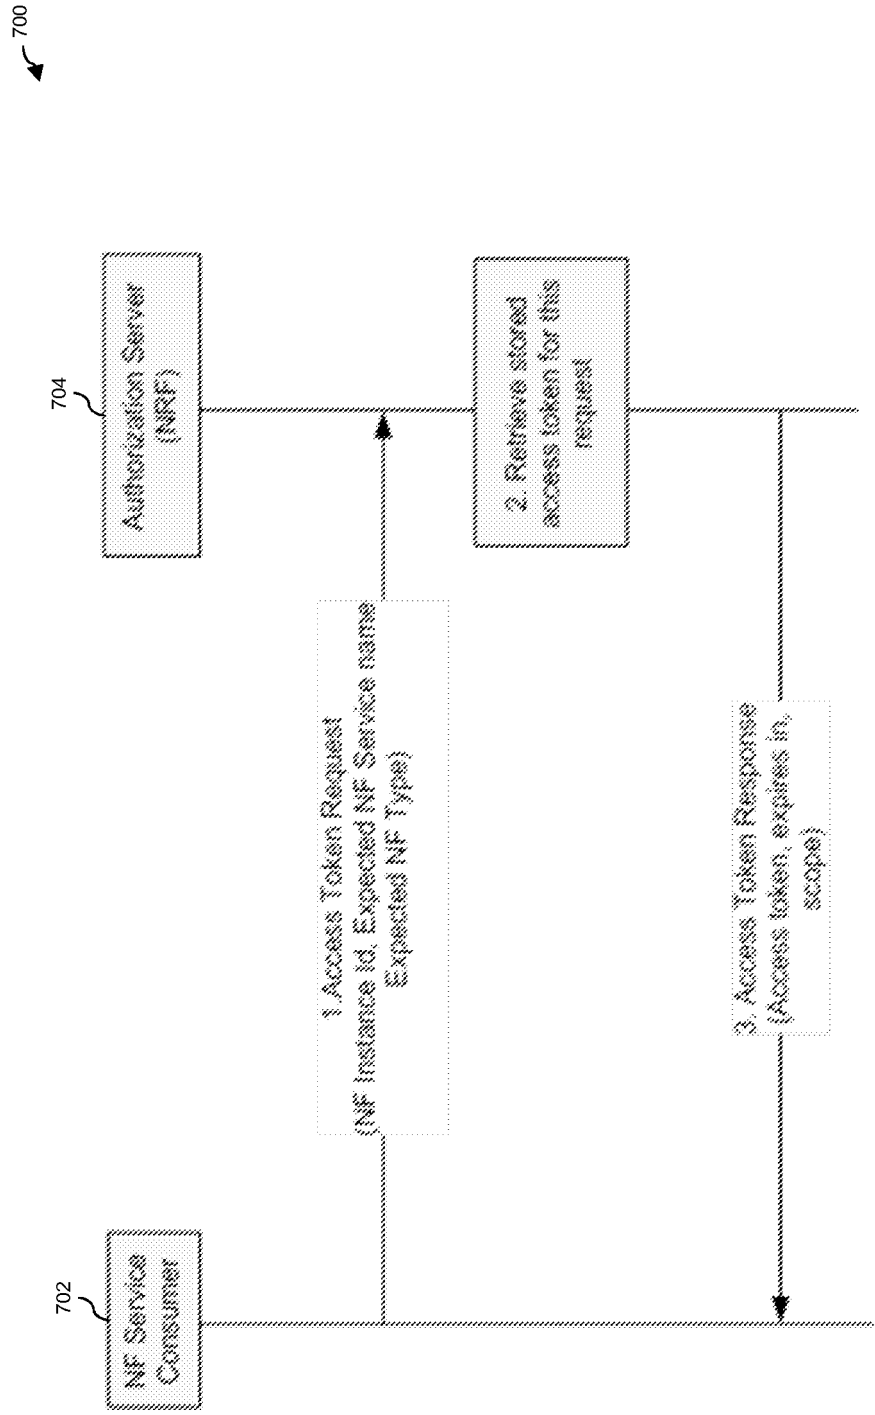 700
702
NF Service
Consumer
704
Authorization Server
(NRF)
1.Access Token Request
(NF Instance Id, Expected NF Service name
Expected NF Type)
2. Retrieve stored
access token for this
request
3. Access Token Response
(Access token, expires in,
scope)